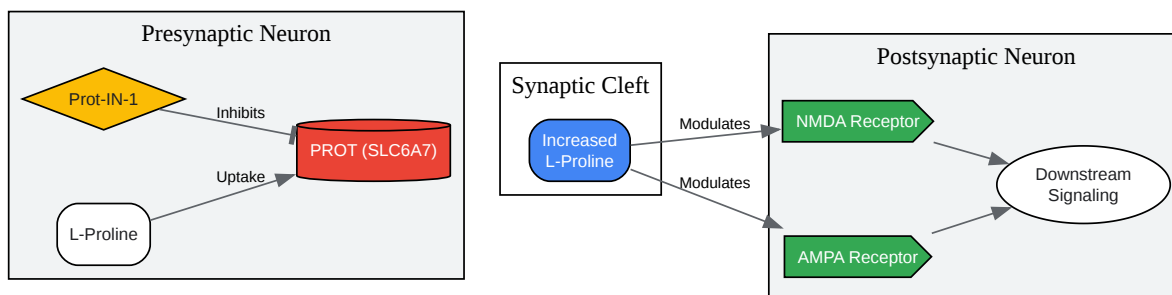 Presynaptic Neuron
Prot-IN-1
Inhibits
PROT (SLC6A7)
Uptake
L-Proline
Synaptic Cleft
Increased
L-Proline
Modulates
Modulates
Postsynaptic Neuron
NMDA Receptor
AMPA Receptor
Downstream
Signaling